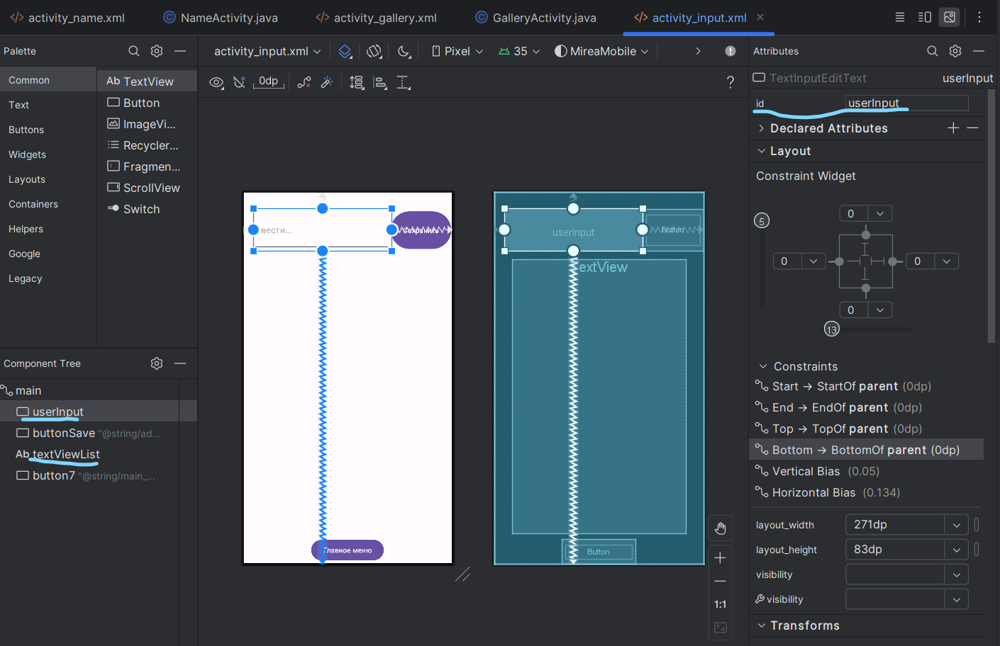 activity_name.xml
NameActivity.java
activity_gallery.xml
GalleryActivity.java
activity_input.xml
Palette
Common
Text
Buttons
Widgets
Layouts
Containers
Helpers
Google
Legacy
Ab TextView
Button
ImageVi...
Recycler...
Fragmen...
ScrollView
Switch
Component Tree
main
userInput
buttonSave "@string/ad...
Ab textViewList
button7 "@string/main_...
activity_input.xml
Pixel
35
MireaMobile
0dp
?
вести...
Сохранить
Главное меню
userInput
Button
extView
Button
1:1
Attributes
TextInputEditText userInput
id userInput
Declared Attributes
Layout
Constraint Widget
5
0
0
0
0
13
Constraints
Start → StartOf parent (0dp)
End → EndOf parent (0dp)
Top → TopOf parent (0dp)
Bottom → BottomOf parent (0dp)
Vertical Bias (0.05)
Horizontal Bias (0.134)
layout_width 271dp
layout_height 83dp
visibility
visibility
Transforms